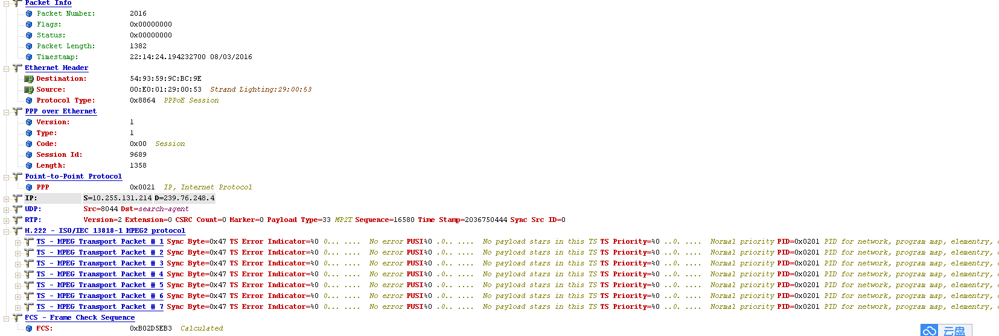 Packet Info
Packet Number: 2016
Flags: 0x00000000
Status: 0x00000000
Packet Length: 1382
Timestamp: 22:14:24.194232700 08/03/2016
Ethernet Header
Destination: 54:93:59:9C:BC:9E
Source: 00:E0:01:29:00:53 Strand Lighting:29:00:53
Protocol Type: 0x8864 PPPoE Session
PPP over Ethernet
Version: 1
Type: 1
Code: 0x00 Session
Session Id: 9689
Length: 1358
Point-to-Point Protocol
PPP 0x0021 IP, Internet Protocol
IP: S=10.255.131.214 D=239.76.248.4
UDP: Src=8044 Dst=search-agent
RTP: Version=2 Extension=0 CSRC Count=0 Marker=0 Payload Type=33 MP2T Sequence=16580 Time Stamp=2036750444 Sync Src ID=0
H.222 - ISO/IEC 13818-1 MPEG2 protocol
TS - MPEG Transport Packet # 1 Sync Byte=0x47 TS Error Indicator=%0 0... .... No error PUSI%0 .0.. .... No payload stars in this TS TS Priority=%0 ..0. .... Normal priority PID=0x0201 PID for network, program map, elementry,
TS - MPEG Transport Packet # 2 Sync Byte=0x47 TS Error Indicator=%0 0... .... No error PUSI%0 .0.. .... No payload stars in this TS TS Priority=%0 ..0. .... Normal priority PID=0x0201 PID for network, program map, elementry,
TS - MPEG Transport Packet # 3 Sync Byte=0x47 TS Error Indicator=%0 0... .... No error PUSI%0 .0.. .... No payload stars in this TS TS Priority=%0 ..0. .... Normal priority PID=0x0201 PID for network, program map, elementry,
TS - MPEG Transport Packet # 4 Sync Byte=0x47 TS Error Indicator=%0 0... .... No error PUSI%0 .0.. .... No payload stars in this TS TS Priority=%0 ..0. .... Normal priority PID=0x0201 PID for network, program map, elementry,
TS - MPEG Transport Packet # 5 Sync Byte=0x47 TS Error Indicator=%0 0... .... No error PUSI%0 .0.. .... No payload stars in this TS TS Priority=%0 ..0. .... Normal priority PID=0x0201 PID for network, program map, elementry,
TS - MPEG Transport Packet # 6 Sync Byte=0x47 TS Error Indicator=%0 0... .... No error PUSI%0 .0.. .... No payload stars in this TS TS Priority=%0 ..0. .... Normal priority PID=0x0201 PID for network, program map, elementry,
TS - MPEG Transport Packet # 7 Sync Byte=0x47 TS Error Indicator=%0 0... .... No error PUSI%0 .0.. .... No payload stars in this TS TS Priority=%0 ..0. .... Normal priority PID=0x0201 PID for network, program map, elementry,
FCS - Frame Check Sequence
FCS: 0xB02D5EB3 Calculated
云盘